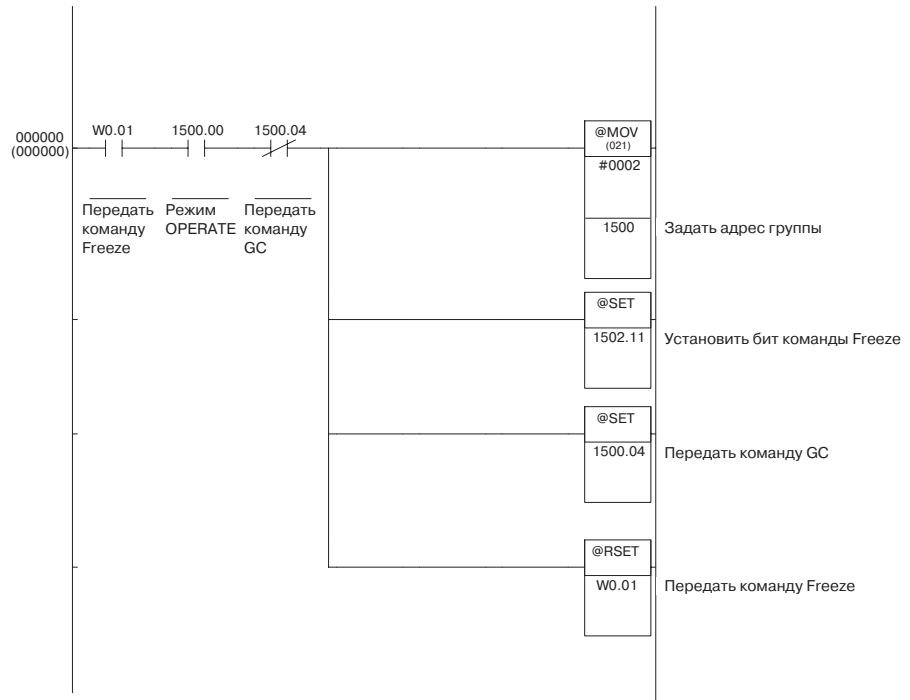 000000
(000000)
W0.01
1500.00
1500.04
Передать
команду
Freeze
Режим
OPERATE
Передать
команду
GC
@MOV
(021)
#0002
1500
Задать адрес группы
@SET
1502.11
Установить бит команды Freeze
@SET
1500.04
Передать команду GC
@RSET
W0.01
Передать команду Freeze